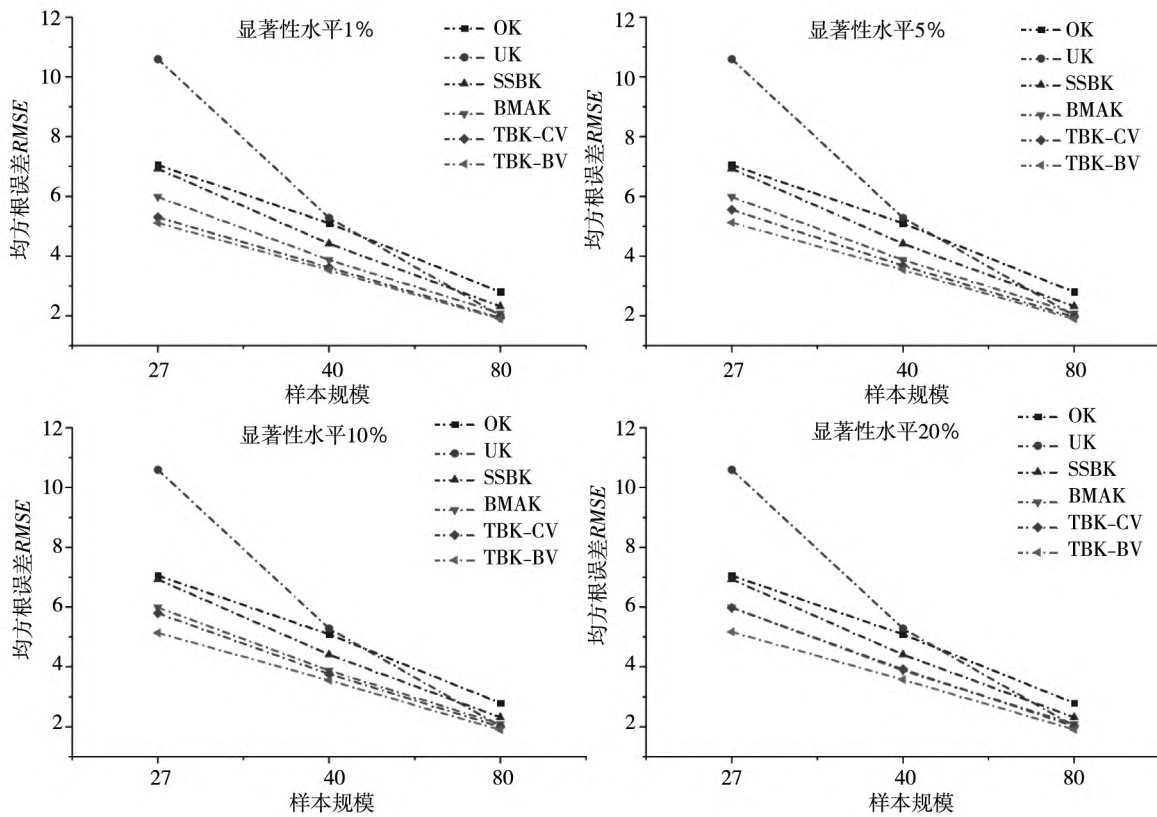 显著性水平1%
OK
UK
SSBK
BMAK
TBK-CV
TBK-BV
均方根误差RMSE
12
10
8
6
4
2
27
40
80
样本规模
显著性水平5%
OK
UK
SSBK
BMAK
TBK-CV
TBK-BV
均方根误差RMSE
12
10
8
6
4
2
27
40
80
样本规模
显著性水平10%
OK
UK
SSBK
BMAK
TBK-CV
TBK-BV
均方根误差RMSE
12
10
8
6
4
2
27
40
80
样本规模
显著性水平20%
OK
UK
SSBK
BMAK
TBK-CV
TBK-BV
均方根误差RMSE
12
10
8
6
4
2
27
40
80
样本规模